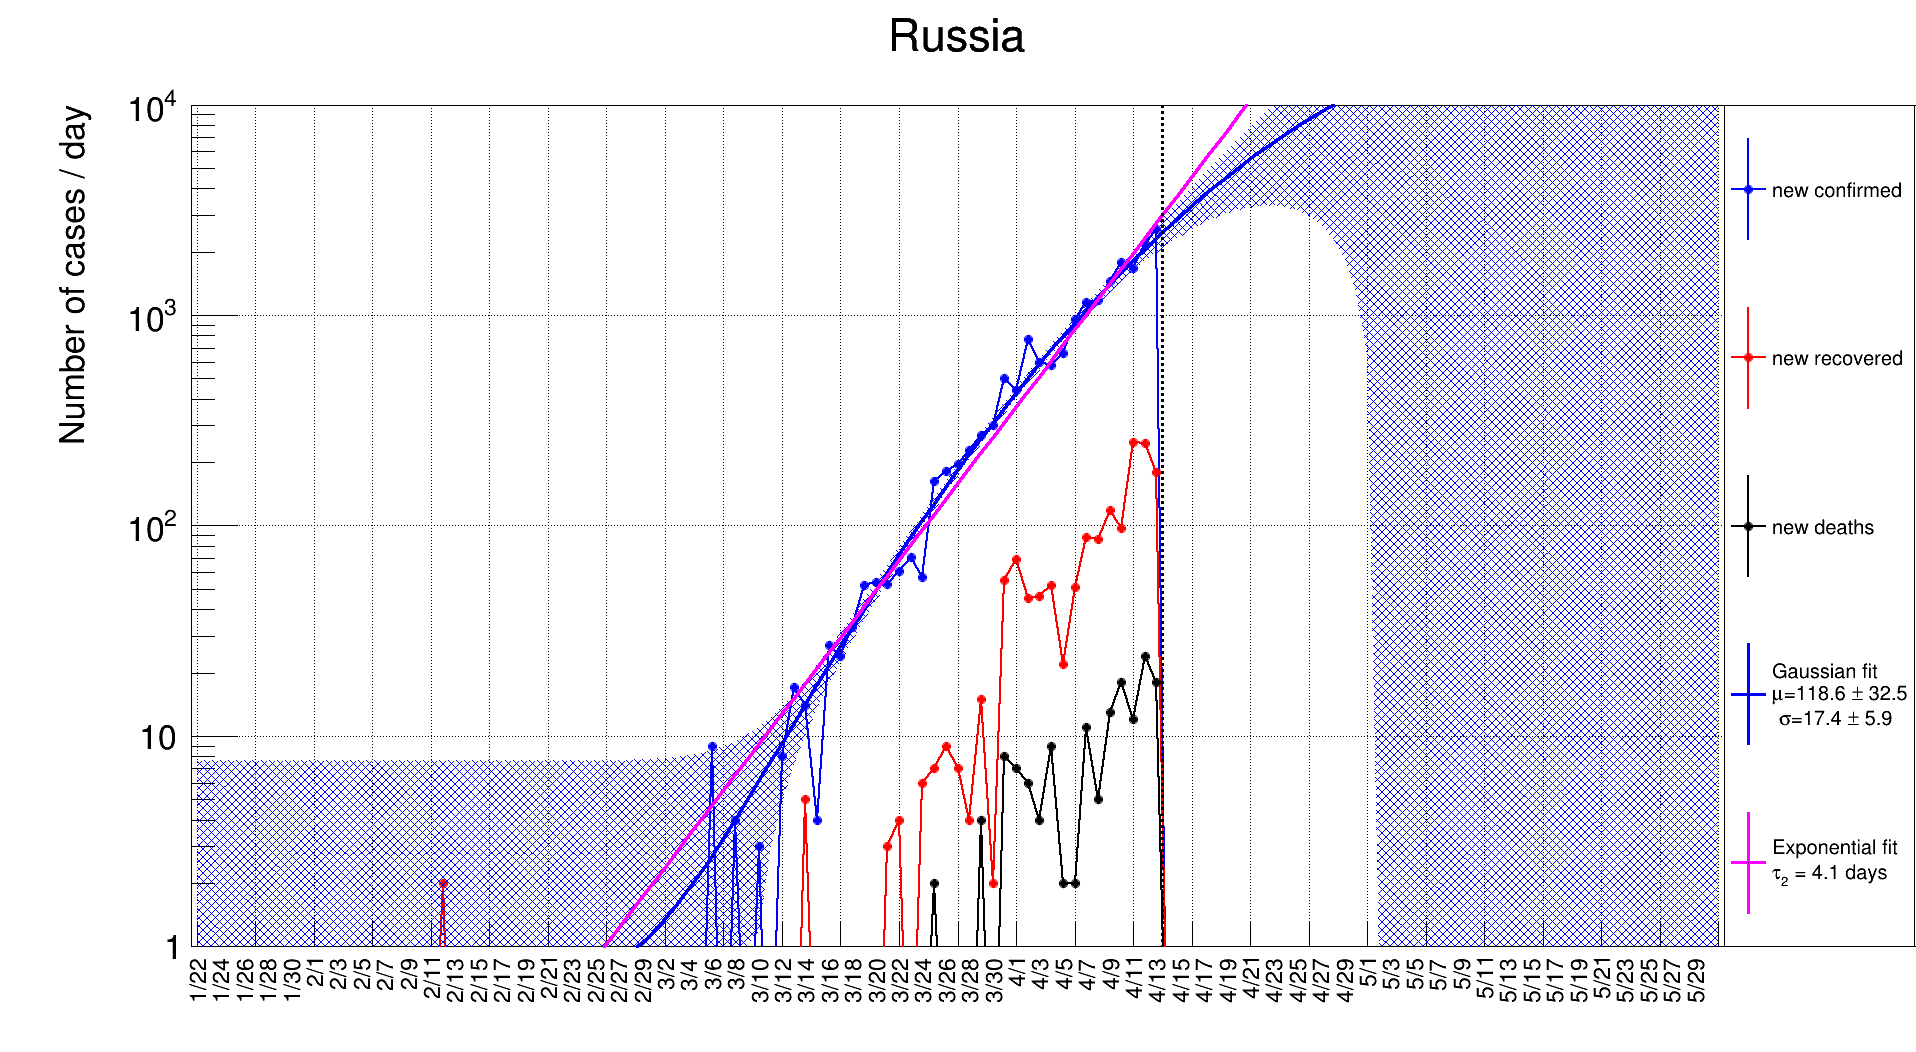 Russia
Number of cases / day
10⁴
10³
10²
10
1
1/22 1/24 1/26 1/28 1/30 2/1 2/3 2/5 2/7 2/9 2/11 2/13 2/15 2/17 2/19 2/21 2/23 2/25 2/27 2/29 3/2 3/4 3/6 3/8 3/10 3/12 3/14 3/16 3/18 3/20 3/22 3/24 3/26 3/28 3/30 4/1 4/3 4/5 4/7 4/9 4/11 4/13 4/15 4/17 4/19 4/21 4/23 4/25 4/27 4/29 5/1 5/3 5/5 5/7 5/9 5/11 5/13 5/15 5/17 5/19 5/21 5/23 5/25 5/27 5/29
new confirmed
new recovered
new deaths
Gaussian fit
μ=118.6 ± 32.5
σ=17.4 ± 5.9
Exponential fit
τ₂ = 4.1 days